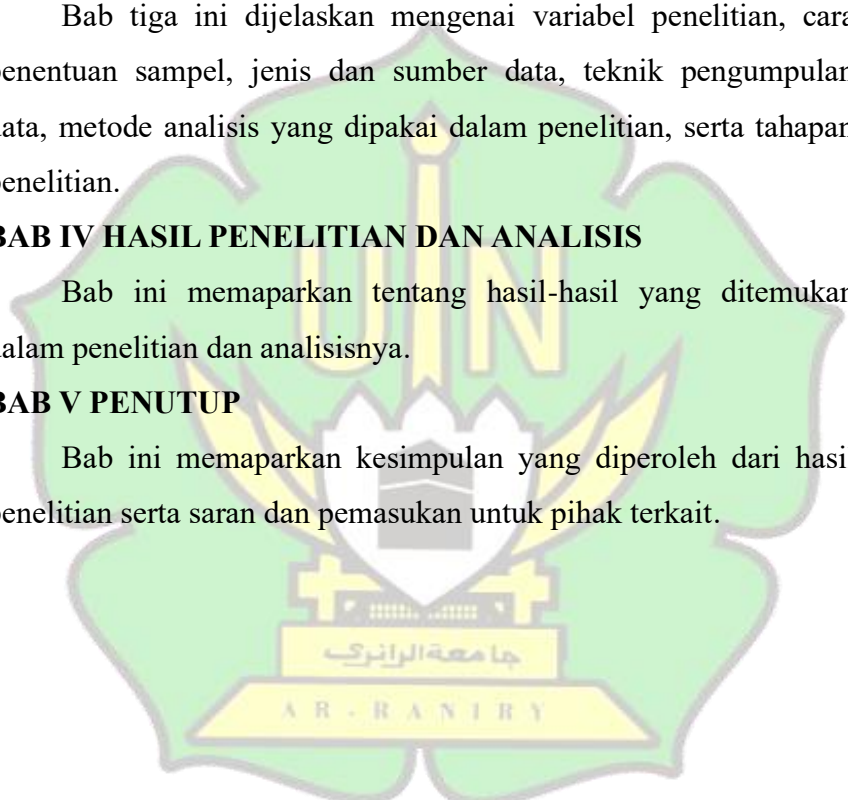 Bab tiga ini dijelaskan mengenai variabel penelitian, cara
penentuan sampel, jenis dan sumber data, teknik pengumpulan
data, metode analisis yang dipakai dalam penelitian, serta tahapan
penelitian.
BAB IV HASIL PENELITIAN DAN ANALISIS
Bab ini memaparkan tentang hasil-hasil yang ditemukan
dalam penelitian dan analisisnya.
BAB V PENUTUP
Bab ini memaparkan kesimpulan yang diperoleh dari hasil
penelitian serta saran dan pemasukan untuk pihak terkait.
UIN
جامعة الرانري
AR-RANIRY